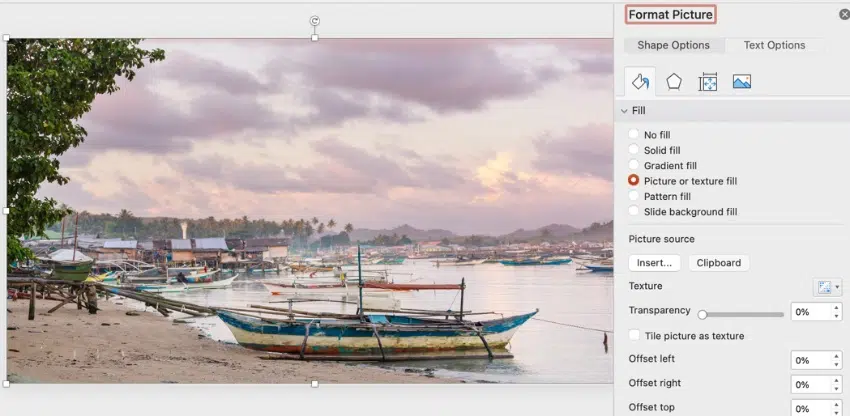 Format Picture
Shape Options Text Options
Fill
No fill
Solid fill
Gradient fill
Picture or texture fill
Pattern fill
Slide background fill
Picture source
Insert... Clipboard
Texture
Transparency 0%
Tile picture as texture
Offset left 0%
Offset right 0%
Offset top 0%